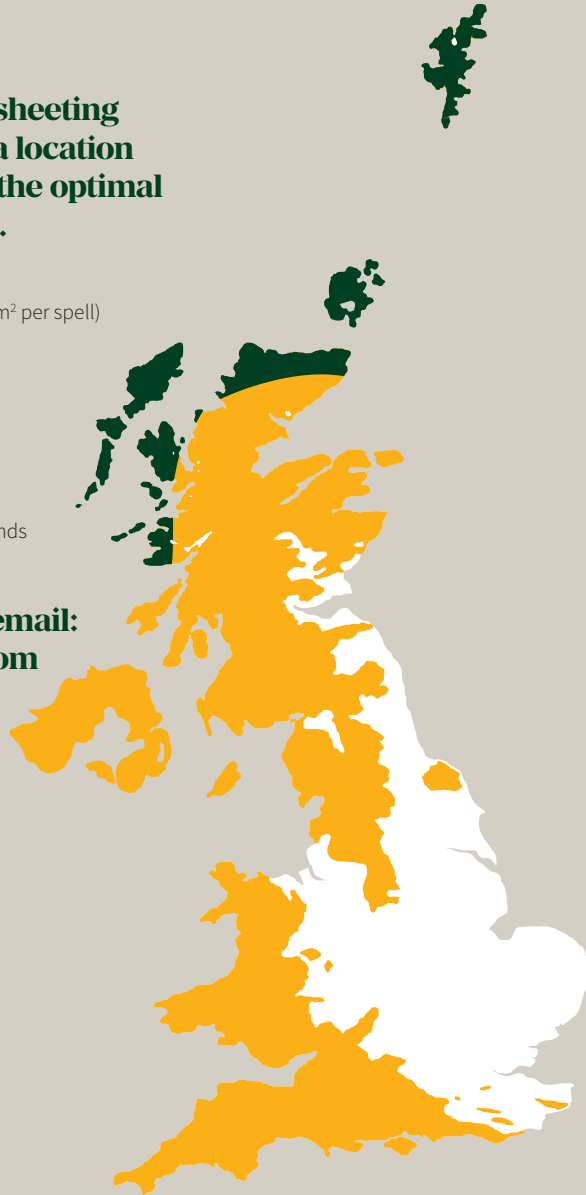 sheeting
a location
the optimal
.
m² per spell)
nds
email:
om